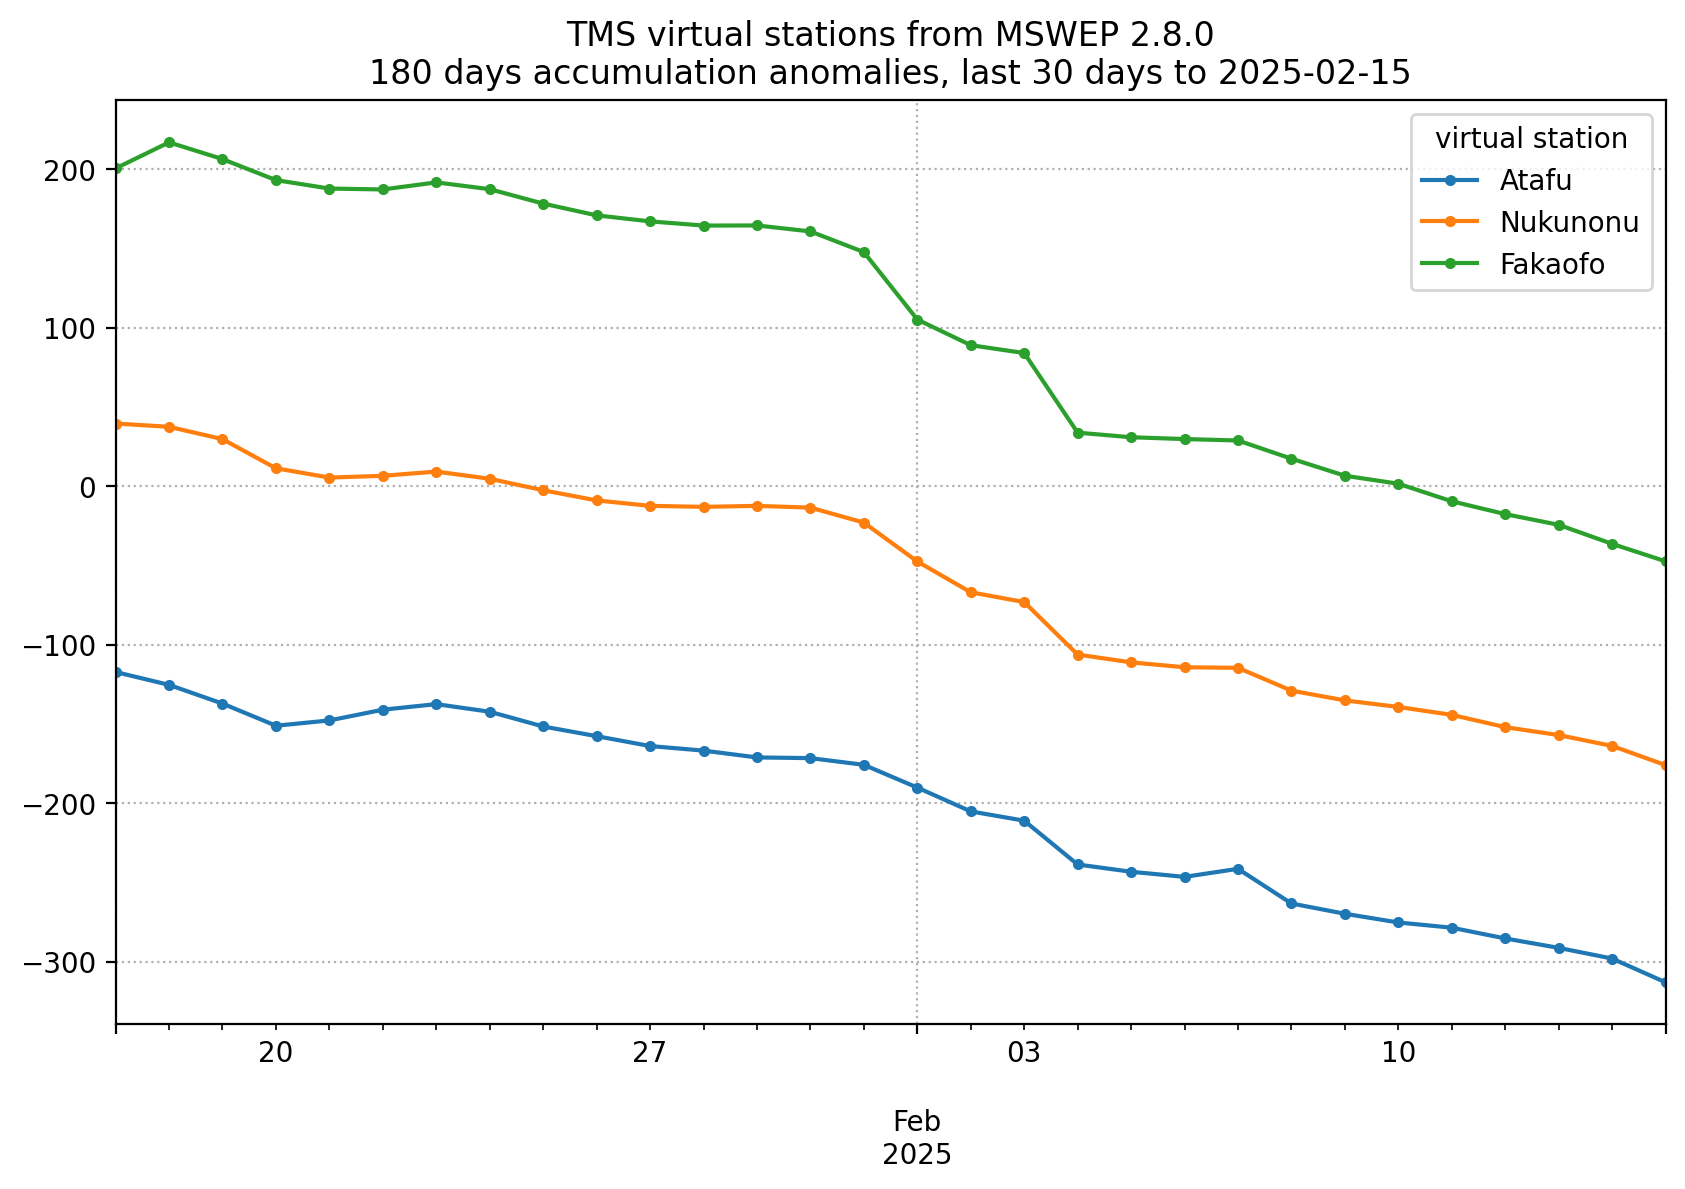 TMS virtual stations from MSWEP 2.8.0
180 days accumulation anomalies, last 30 days to 2025-02-15
virtual station
Atafu
Nukunonu
Fakaofo
200
100
0
−100
−200
−300
20
27
03
10
Feb
2025